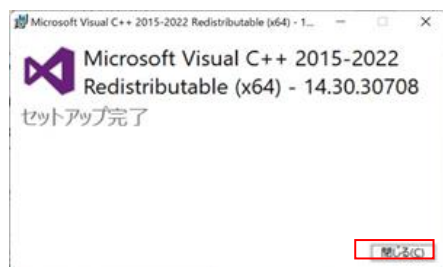 Microsoft Visual C++ 2015-2022 Redistributable (x64) - 1...
Microsoft Visual C++ 2015-2022
Redistributable (x64) - 14.30.30708
セットアップ完了
閉じる(C)